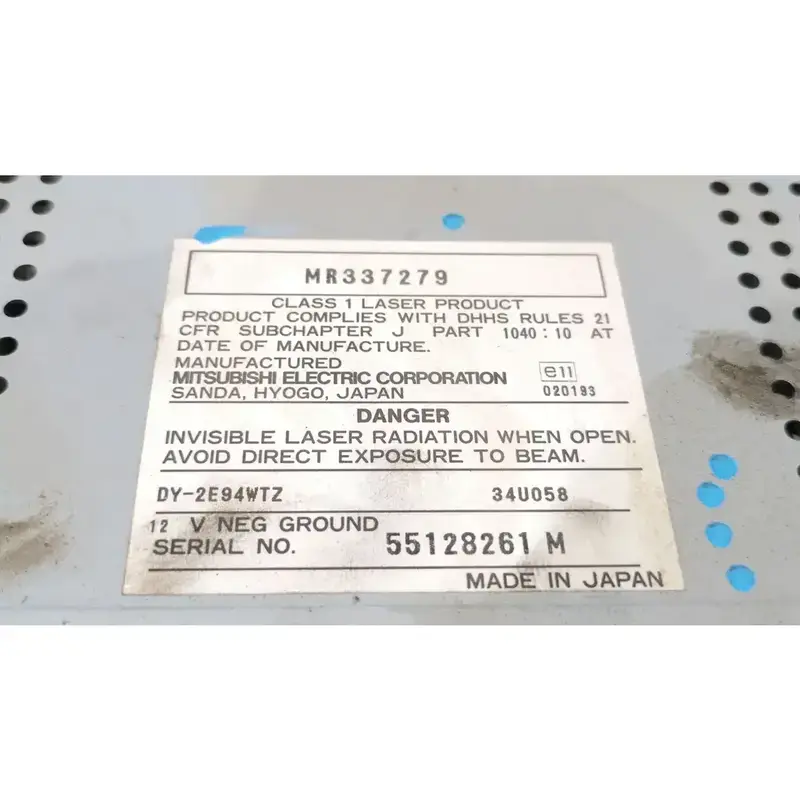 MR337279
CLASS 1 LASER PRODUCT
PRODUCT COMPLIES WITH DHHS RULES 21
CFR SUBCHAPTER J PART 1040:10 AT
DATE OF MANUFACTURE.
MANUFACTURED
MITSUBISHI ELECTRIC CORPORATION
SANDA, HYOGO, JAPAN
e11
020193
DANGER
INVISIBLE LASER RADIATION WHEN OPEN.
AVOID DIRECT EXPOSURE TO BEAM.
DY-2E94WTZ 34U058
12 V NEG GROUND
SERIAL NO. 55128261 M
MADE IN JAPAN